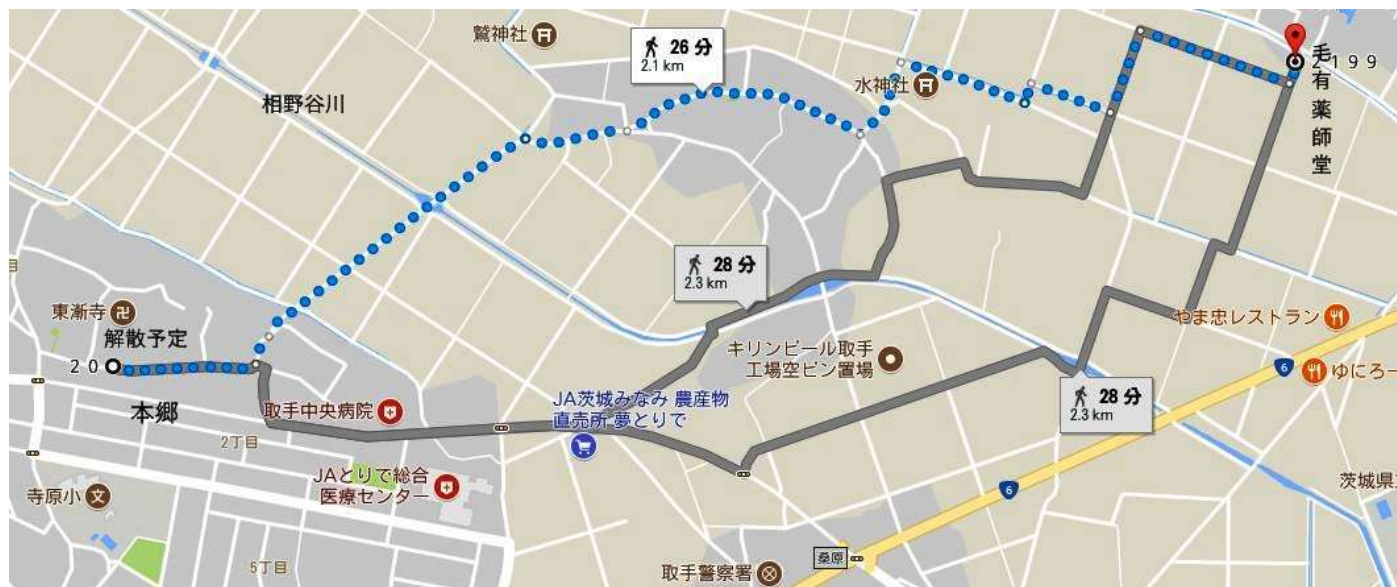 鷲神社
26 分
2.1 km
相野谷川
水神社
2199
毛有薬師堂
28 分
2.3 km
東漸寺
解散予定
20
キリンビール取手
工場空ビン置場
やま忠レストラン
6
ゆにろー
28 分
2.3 km
本郷
取手中央病院
JA茨城みなみ 農産物
直売所 夢とりで
2丁目
JAとりで総合
医療センター
6
茨城県
寺原小
5丁目
桑原
取手警察署